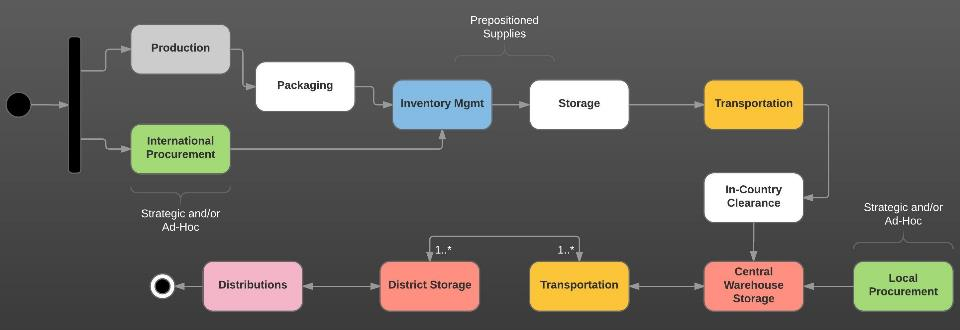 Prepositioned
Supplies
Production
Packaging
Inventory Mgmt
Storage
Transportation
International
Procurement
Strategic and/or
Ad-Hoc
In-Country
Clearance
Strategic and/or
Ad-Hoc
1..*
1..*
Distributions
District Storage
Transportation
Central
Warehouse
Storage
Local
Procurement